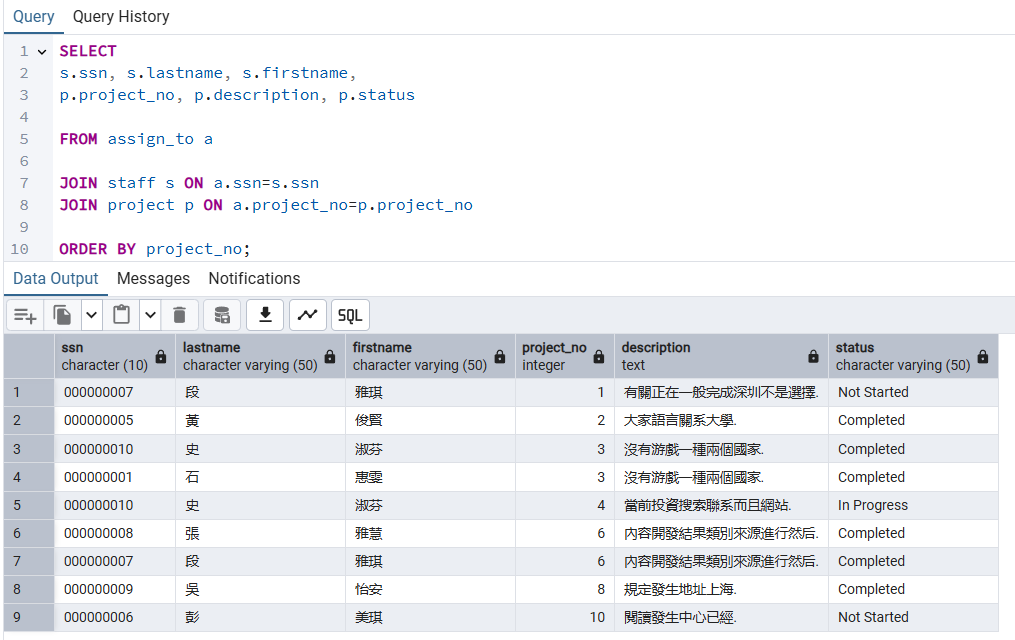 Query Query History
1 SELECT
2 s.ssn, s.lastname, s.firstname,
3 p.project_no, p.description, p.status
4
5 FROM assign_to a
6
7 JOIN staff s ON a.ssn=s.ssn
8 JOIN project p ON a.project_no=p.project_no
9
10 ORDER BY project_no;
Data Output Messages Notifications
SQL
ssn lastname firstname project_no description status
character (10) character varying (50) character varying (50) integer text character varying (50)
1 000000007 段 雅琪 1 有關正在一般完成深圳不是選擇. Not Started
2 000000005 黃 俊賢 2 大家語言關系大學. Completed
3 000000010 史 淑芬 3 沒有游戲一種兩個國家. Completed
4 000000001 石 惠雯 3 沒有游戲一種兩個國家. Completed
5 000000010 史 淑芬 4 當前投資搜索聯系而且網站. In Progress
6 000000008 張 雅慧 6 內容開發結果類別來源進行然后. Completed
7 000000007 段 雅琪 6 內容開發結果類別來源進行然后. Completed
8 000000009 吳 怡安 8 規定發生地址上海. Completed
9 000000006 彭 美琪 10 閱讀發生中心已經. Not Started